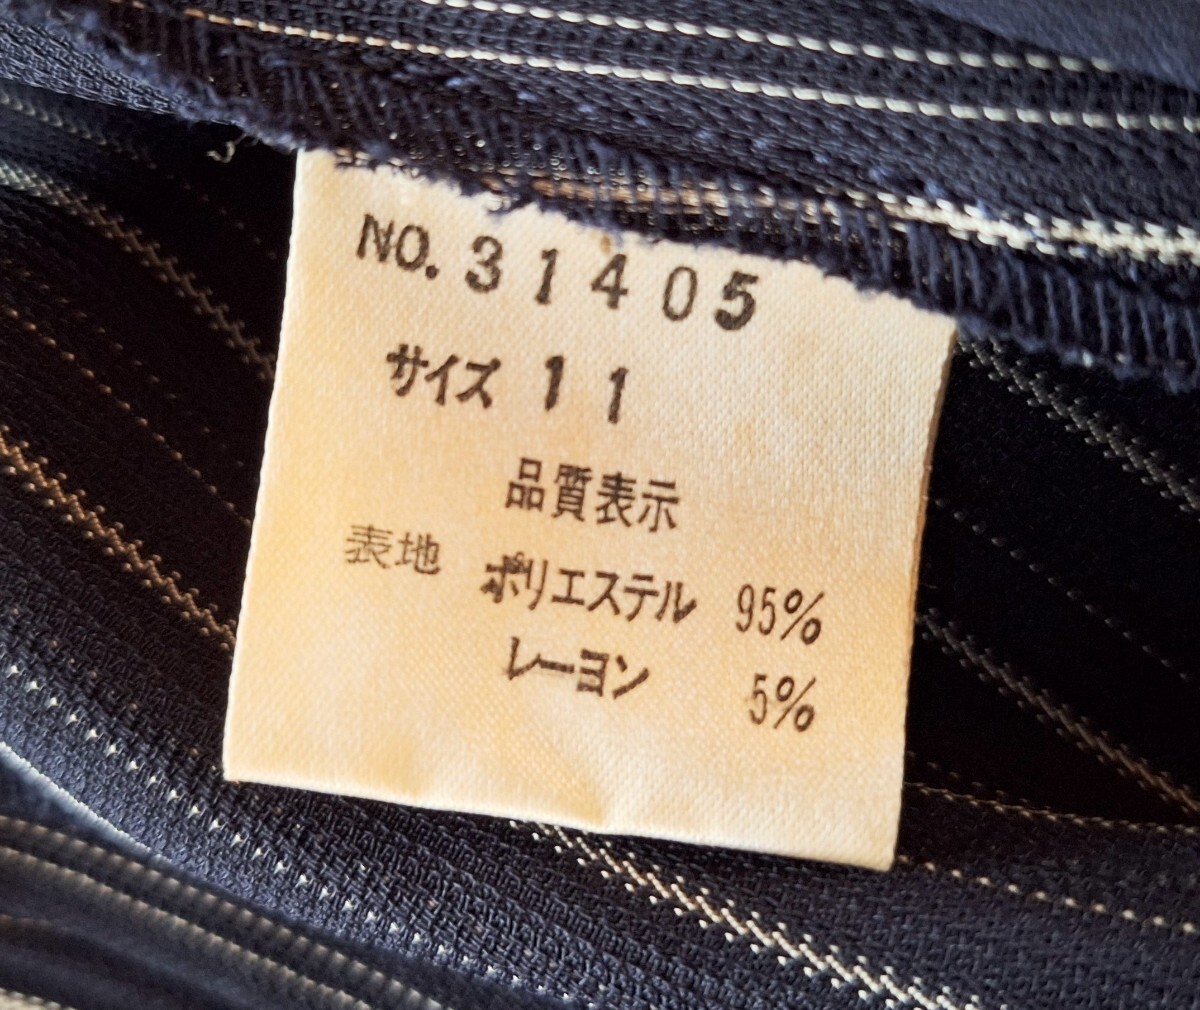 NO. 31405
サイズ 11
品質表示
表地 ポリエステル 95%
レーヨン 5%